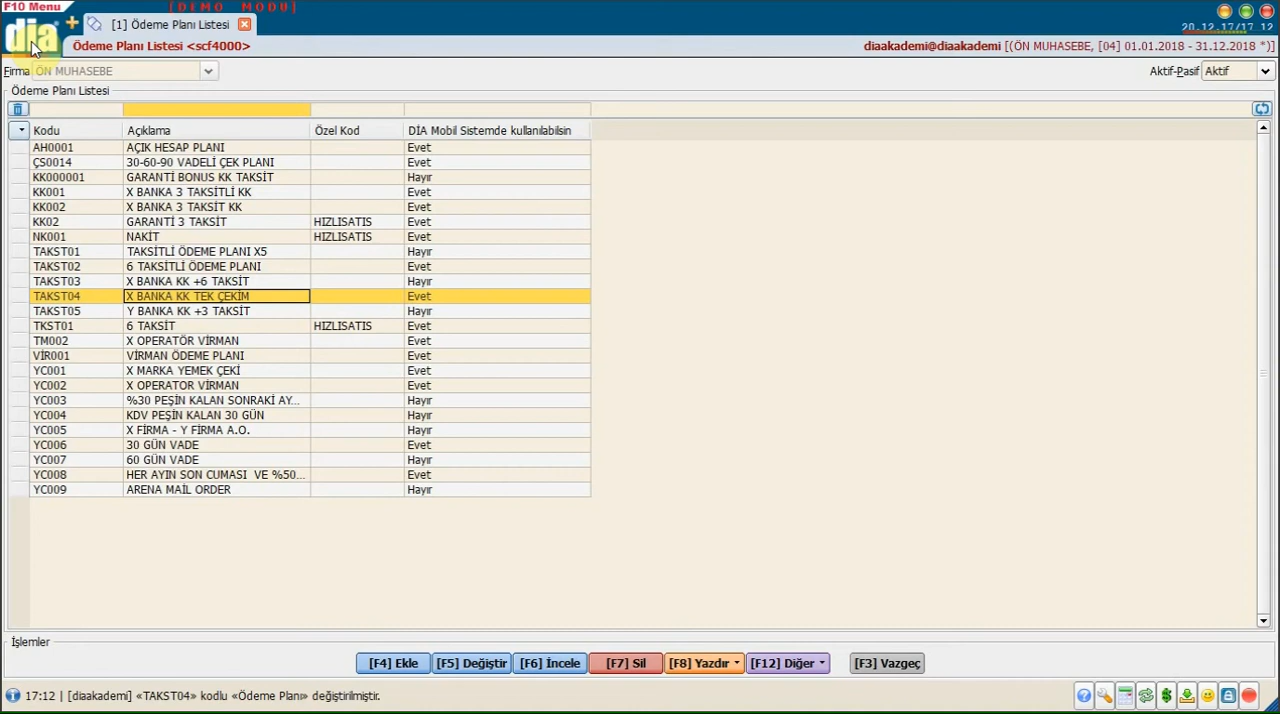 F10 Menu
[DEMO MODU]
dia
[1] Ödeme Planı Listesi
20.12.17/17 12
Ödeme Planı Listesi <scf4000>
diaakademi@diaakademi [(ÖN MUHASEBE, [04] 01.01.2018 - 31.12.2018 *)]
Firma ÖN MUHASEBE
Aktif-Pasif Aktif
Ödeme Planı Listesi
Kodu Açıklama Özel Kod DİA Mobil Sistemde kullanılabilsin
AH0001 AÇIK HESAP PLANI Evet
ÇS0014 30-60-90 VADELİ ÇEK PLANI Evet
KK000001 GARANTİ BONUS KK TAKSİT Hayır
KK001 X BANKA 3 TAKSİTLİ KK Evet
KK002 X BANKA 3 TAKSİT KK Evet
KK02 GARANTİ 3 TAKSİT HIZLISATIS Evet
NK001 NAKİT HIZLISATIS Evet
TAKST01 TAKSİTLİ ÖDEME PLANI X5 Hayır
TAKST02 6 TAKSİTLİ ÖDEME PLANI Evet
TAKST03 X BANKA KK +6 TAKSİT Hayır
TAKST04 X BANKA KK TEK ÇEKİM Evet
TAKST05 Y BANKA KK +3 TAKSİT Hayır
TKST01 6 TAKSİT HIZLISATIS Evet
TM002 X OPERATÖR VİRMAN Evet
VİR001 VİRMAN ÖDEME PLANI Evet
YC001 X MARKA YEMEK ÇEKİ Evet
YC002 X OPERATOR VİRMAN Evet
YC003 %30 PEŞİN KALAN SONRAKİ AY... Hayır
YC004 KDV PEŞİN KALAN 30 GÜN Hayır
YC005 X FİRMA - Y FİRMA A.O. Hayır
YC006 30 GÜN VADE Evet
YC007 60 GÜN VADE Hayır
YC008 HER AYIN SON CUMASI VE %50... Evet
YC009 ARENA MAİL ORDER Hayır
İşlemler
[F4] Ekle [F5] Değiştir [F6] İncele [F7] Sil [F8] Yazdır [F12] Diğer [F3] Vazgeç
17:12 | [diaakademi] «TAKST04» kodlu «Ödeme Planı» değiştirilmiştir.